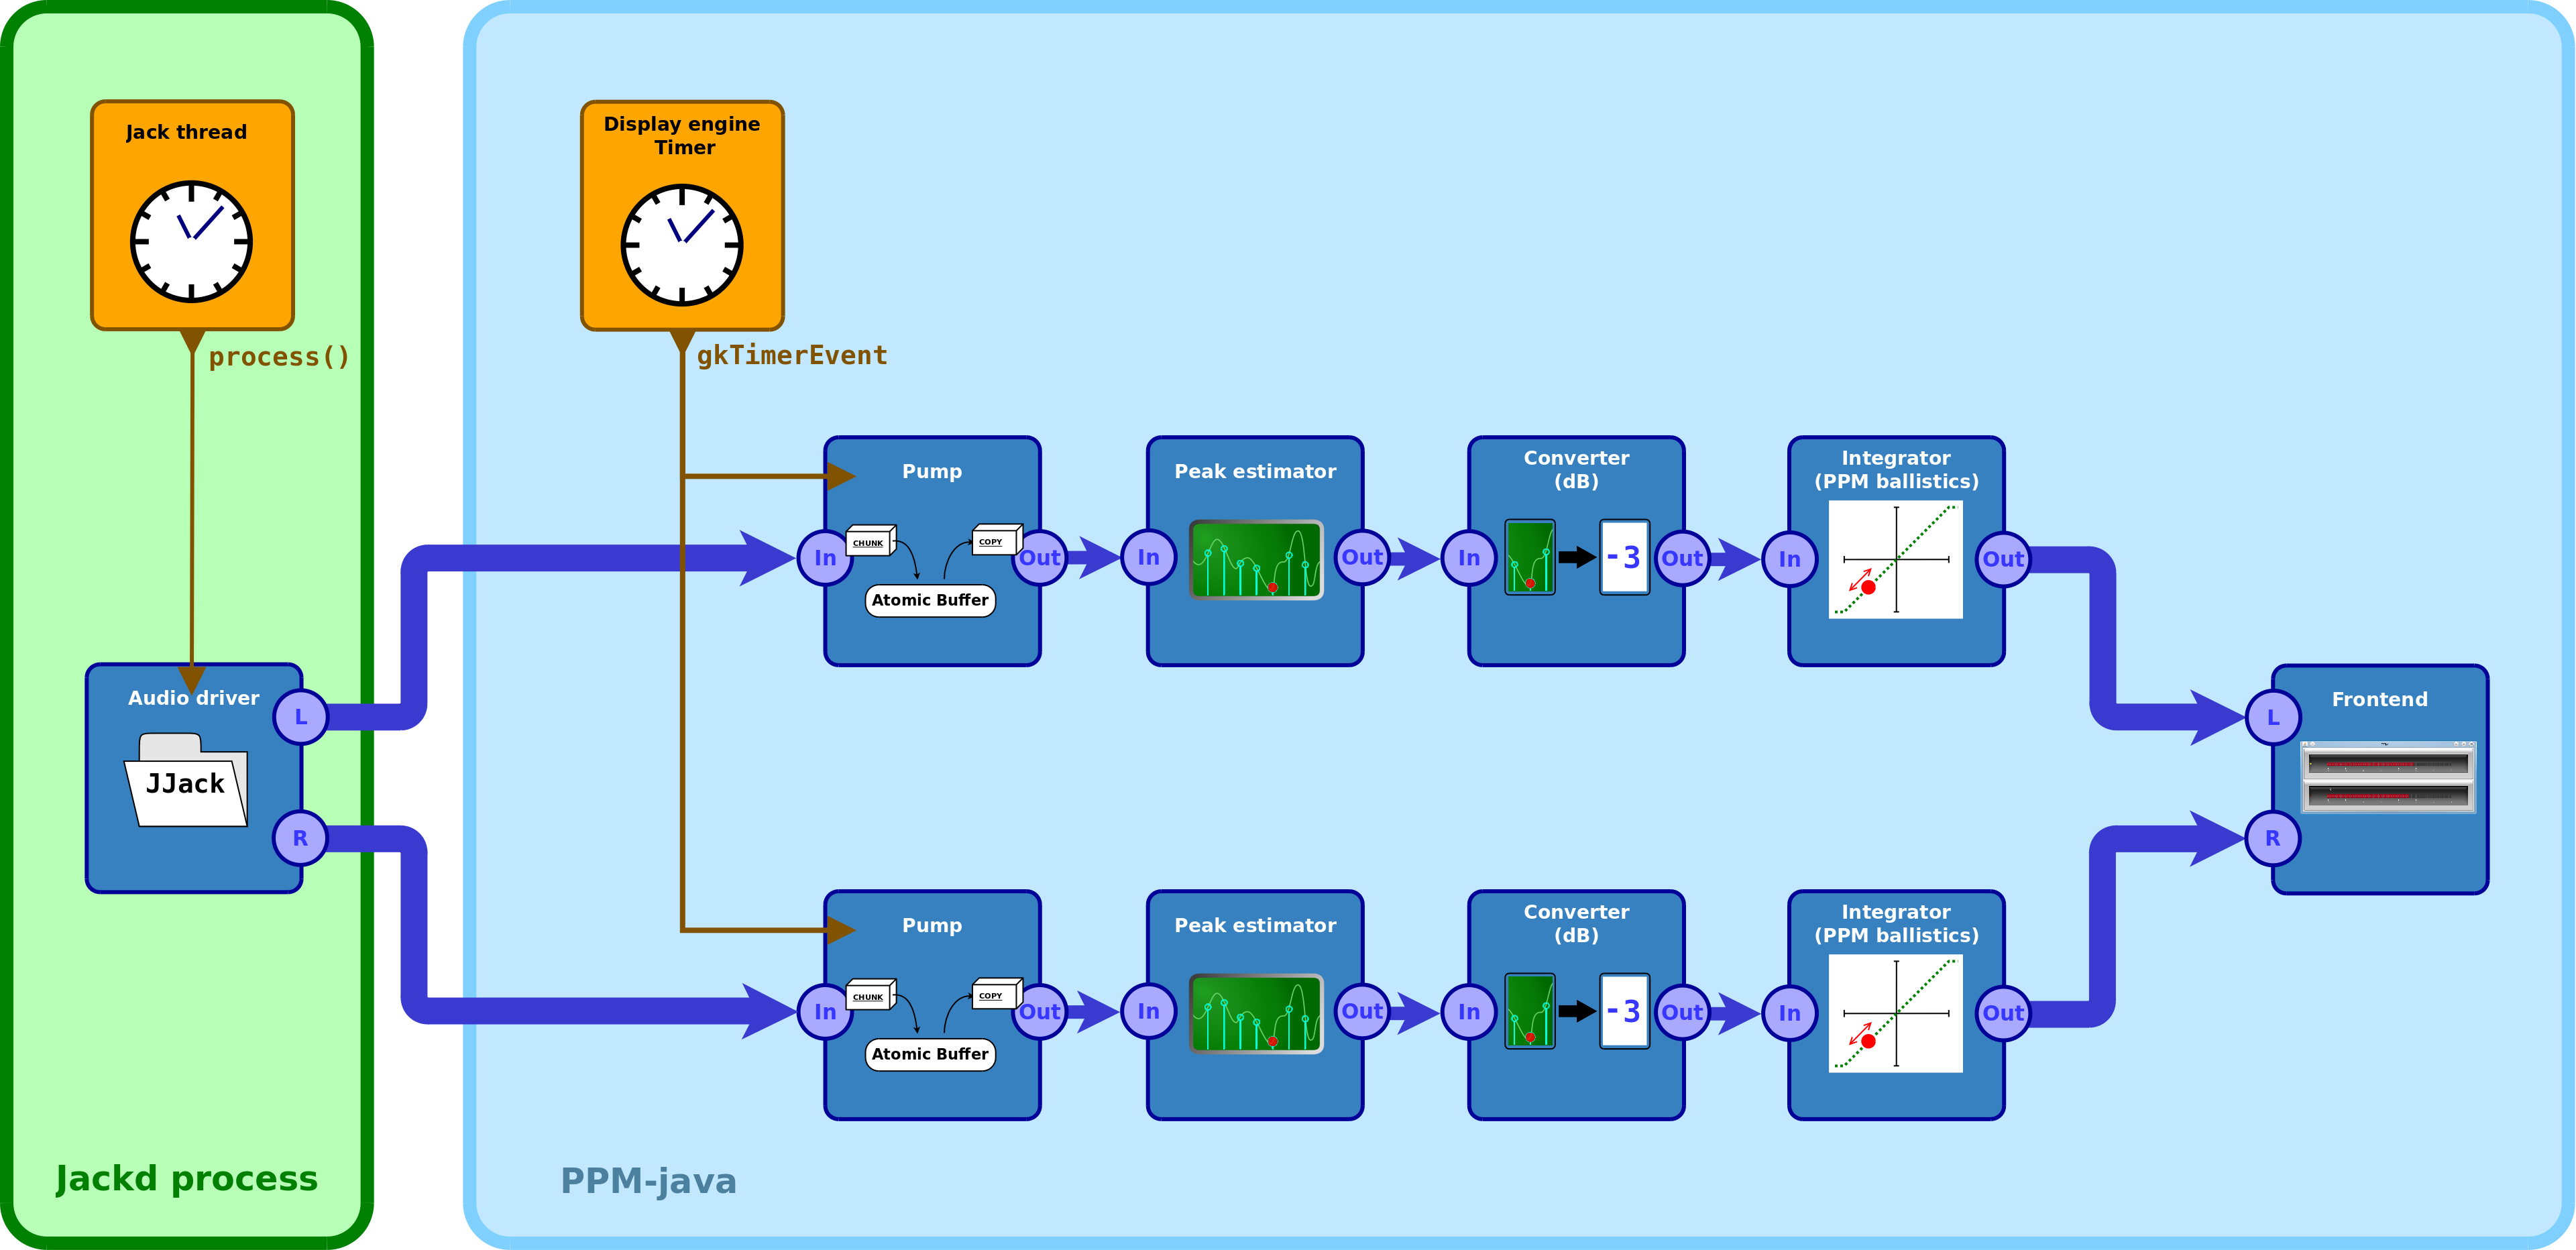 Jack thread
process()
Audio driver
JJack
L
R
Jackd process
Display engine
Timer
gkTimerEvent
Pump
In
CHUNK
COPY
Out
Atomic Buffer
Peak estimator
In
Out
Converter
(dB)
In
-3
Out
Integrator
(PPM ballistics)
In
Out
Pump
In
CHUNK
COPY
Out
Atomic Buffer
Peak estimator
In
Out
Converter
(dB)
In
-3
Out
Integrator
(PPM ballistics)
In
Out
Frontend
L
R
PPM-java